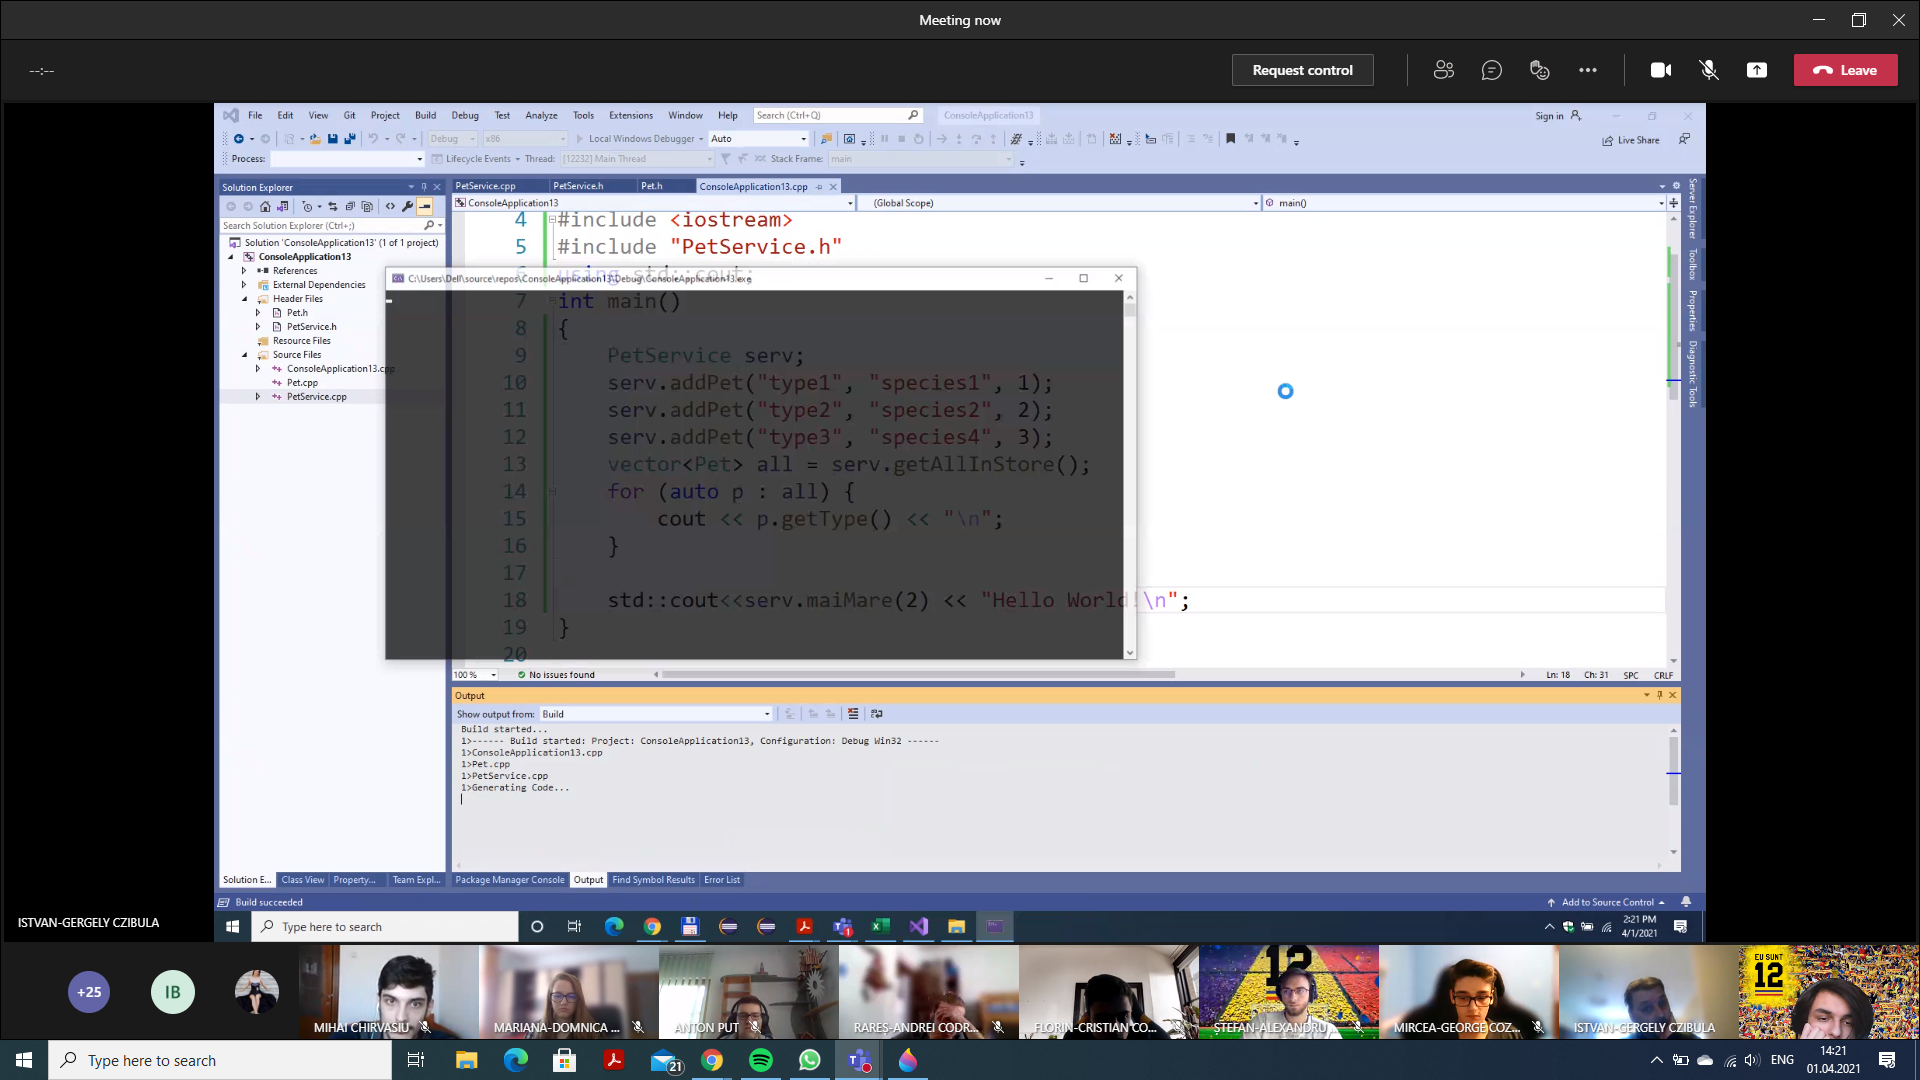 Meeting now
--:--
Request control
Leave
File Edit View Git Project Build Debug Test Analyze Tools Extensions Window Help Search (Ctrl+Q) ConsoleApplication13 Sign in
Debug x86 Local Windows Debugger Auto Live Share
Process: Lifecycle Events Thread: [12232] Main Thread Stack Frame: main
Solution Explorer
PetService.cpp PetService.h Pet.h ConsoleApplication13.cpp
ConsoleApplication13 (Global Scope) main()
Search Solution Explorer (Ctrl+;)
Solution 'ConsoleApplication13' (1 of 1 project)
ConsoleApplication13
References
External Dependencies
Header Files
Pet.h
PetService.h
Resource Files
Source Files
ConsoleApplication13.cpp
Pet.cpp
PetService.cpp
4 #include <iostream>
5 #include "PetService.h"
using std::cout;
C:\Users\Dell\source\repos\ConsoleApplication13\Debug\ConsoleApplication13.exe
7 int main()
8 {
9 PetService serv;
10 serv.addPet("type1", "species1", 1);
11 serv.addPet("type2", "species2", 2);
12 serv.addPet("type3", "species4", 3);
13 vector<Pet> all = serv.getAllInStore();
14 for (auto p : all) {
15 cout << p.getType() << "\n";
16 }
17
18 std::cout<<serv.maiMare(2) << "Hello World!\n";
19 }
20
Server Explorer
Toolbox
Properties
Diagnostic Tools
100 % No issues found Ln: 18 Ch: 31 SPC CRLF
Output
Show output from: Build
Build started...
1>------ Build started: Project: ConsoleApplication13, Configuration: Debug Win32 ------
1>ConsoleApplication13.cpp
1>Pet.cpp
1>PetService.cpp
1>Generating Code...
Solution E... Class View Property... Team Expl... Package Manager Console Output Find Symbol Results Error List
Build succeeded Add to Source Control
ISTVAN-GERGELY CZIBULA
Type here to search
2:21 PM
4/1/2021
+25
IB
MIHAI CHIRVASIU
MARIANA-DOMNICA ...
ANTON PUT
RARES-ANDREI CODR...
FLORIN-CRISTIAN CO...
12
ȘTEFAN-ALEXANDRU ...
MIRCEA-GEORGE COZ...
ISTVAN-GERGELY CZIBULA
EU SUNT
12
Type here to search
21
ENG
14:21
01.04.2021